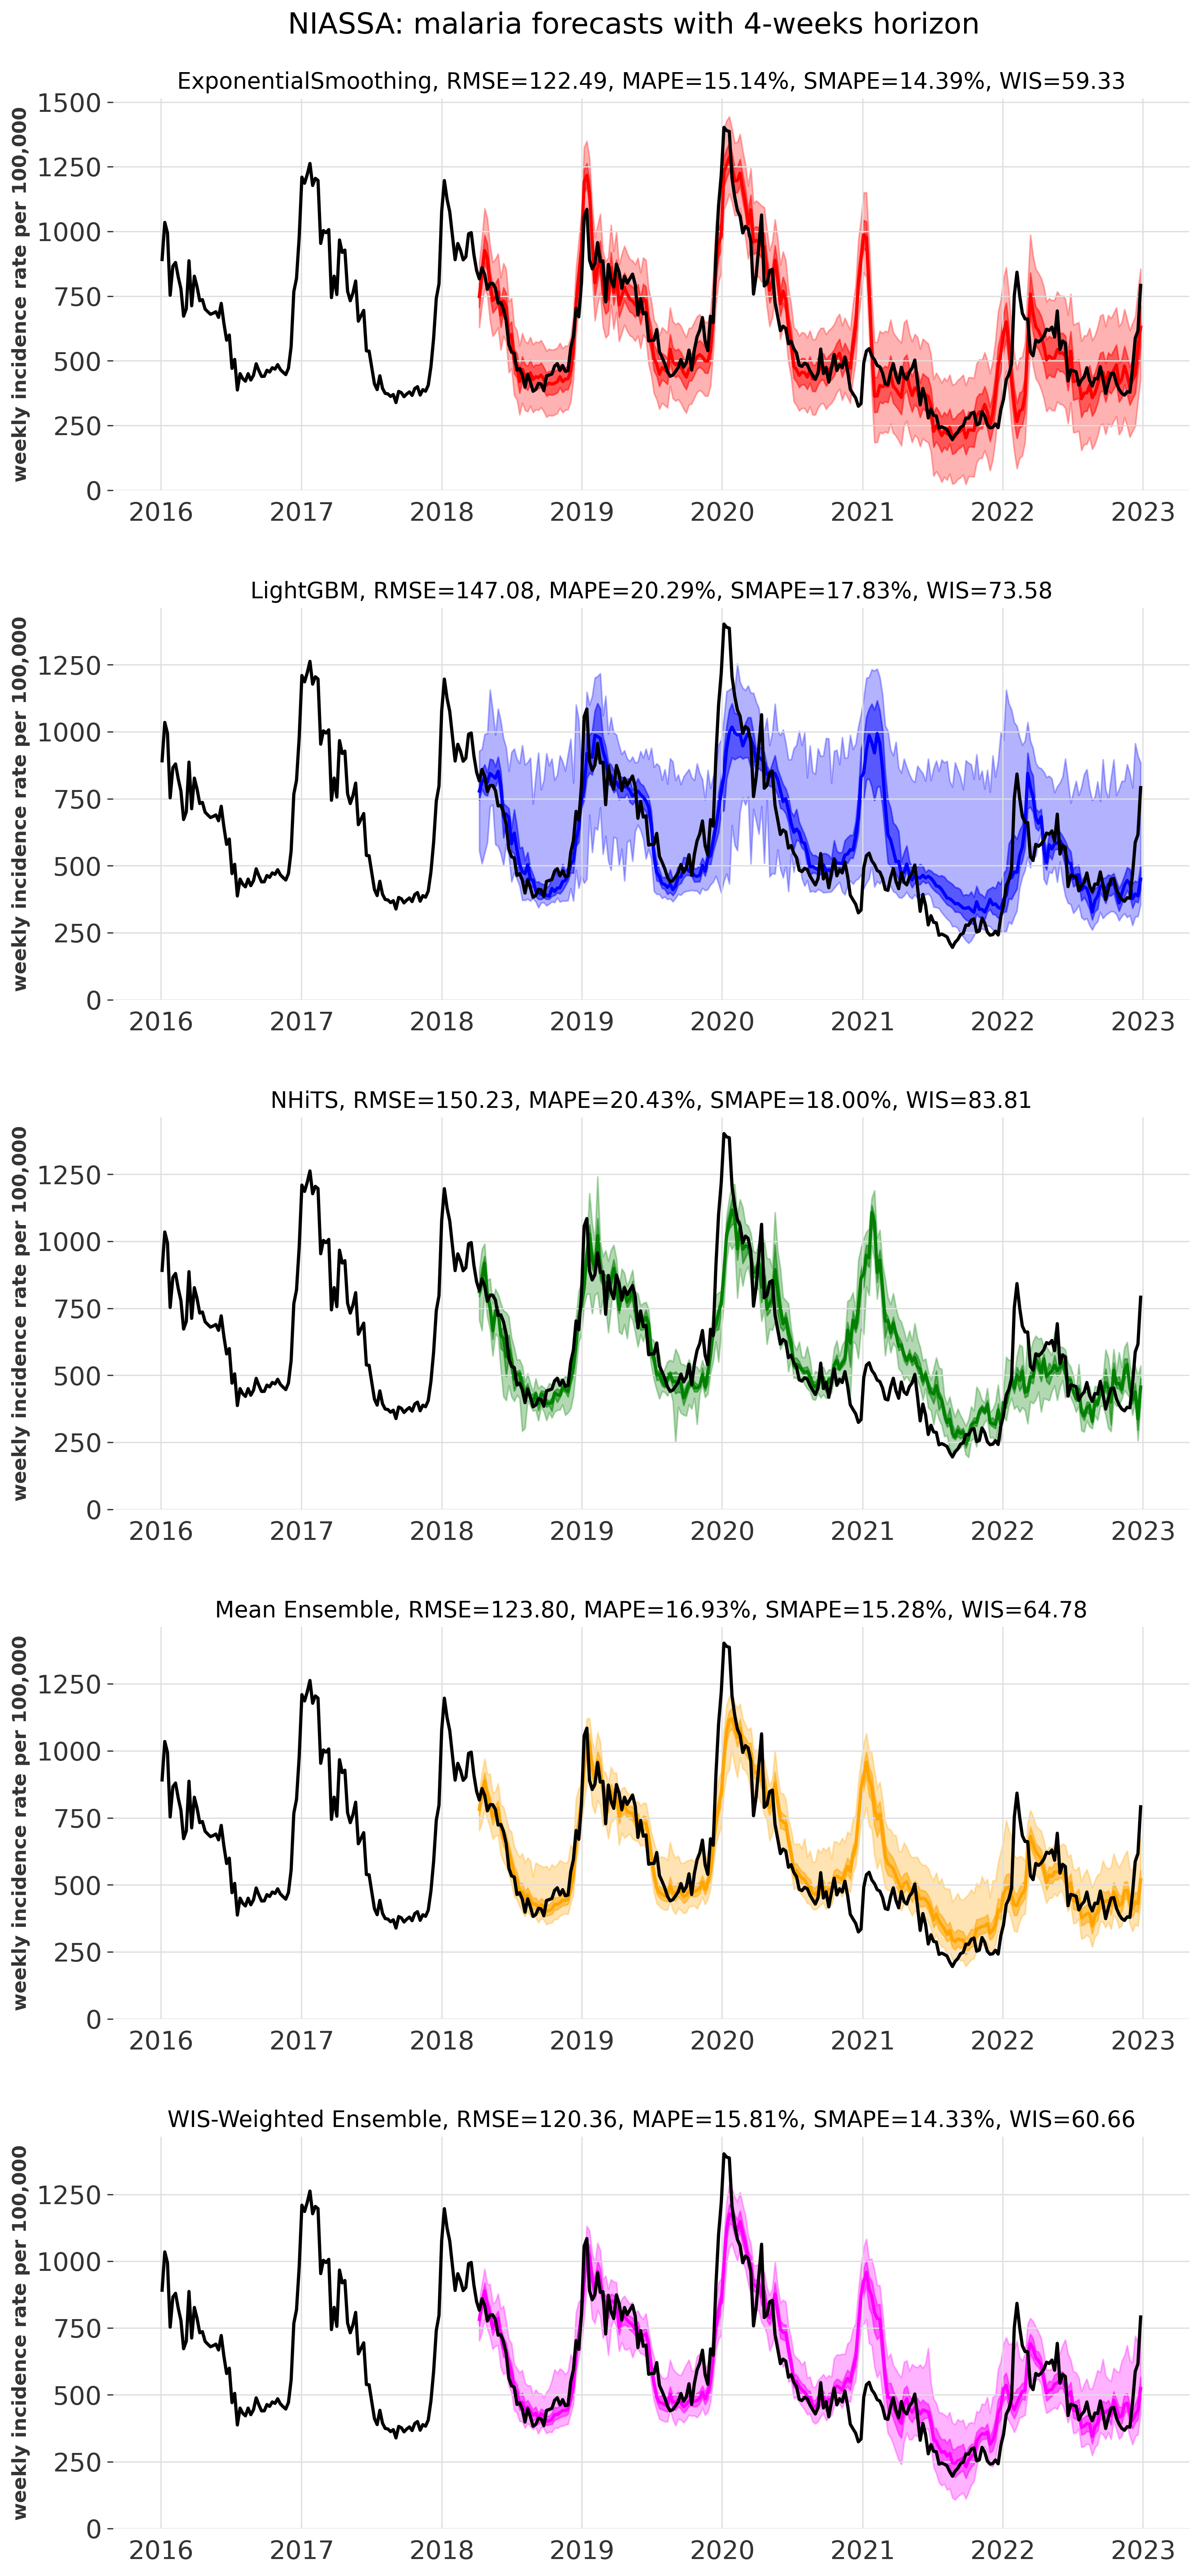 NIASSA: malaria forecasts with 4-weeks horizon
ExponentialSmoothing, RMSE=122.49, MAPE=15.14%, SMAPE=14.39%, WIS=59.33
weekly incidence rate per 100,000
1500
1250
1000
750
500
250
0
2016 2017 2018 2019 2020 2021 2022 2023
LightGBM, RMSE=147.08, MAPE=20.29%, SMAPE=17.83%, WIS=73.58
weekly incidence rate per 100,000
1250
1000
750
500
250
0
2016 2017 2018 2019 2020 2021 2022 2023
NHiTS, RMSE=150.23, MAPE=20.43%, SMAPE=18.00%, WIS=83.81
weekly incidence rate per 100,000
1250
1000
750
500
250
0
2016 2017 2018 2019 2020 2021 2022 2023
Mean Ensemble, RMSE=123.80, MAPE=16.93%, SMAPE=15.28%, WIS=64.78
weekly incidence rate per 100,000
1250
1000
750
500
250
0
2016 2017 2018 2019 2020 2021 2022 2023
WIS-Weighted Ensemble, RMSE=120.36, MAPE=15.81%, SMAPE=14.33%, WIS=60.66
weekly incidence rate per 100,000
1250
1000
750
500
250
0
2016 2017 2018 2019 2020 2021 2022 2023